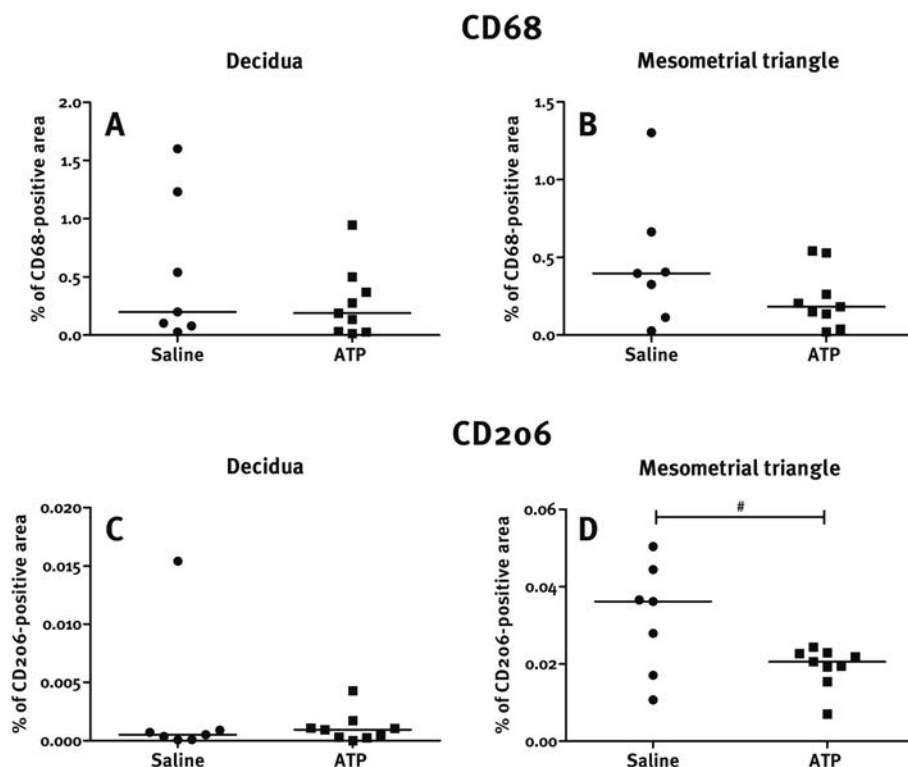 CD68
Decidua
A
% of CD68-positive area
2.0
1.5
1.0
0.5
0.0
Saline ATP
Mesometrial triangle
B
% of CD68-positive area
1.5
1.0
0.5
0.0
Saline ATP
CD206
Decidua
C
% of CD206-positive area
0.020
0.015
0.010
0.005
0.000
Saline ATP
Mesometrial triangle
D
% of CD206-positive area
#
0.06
0.04
0.02
0.00
Saline ATP